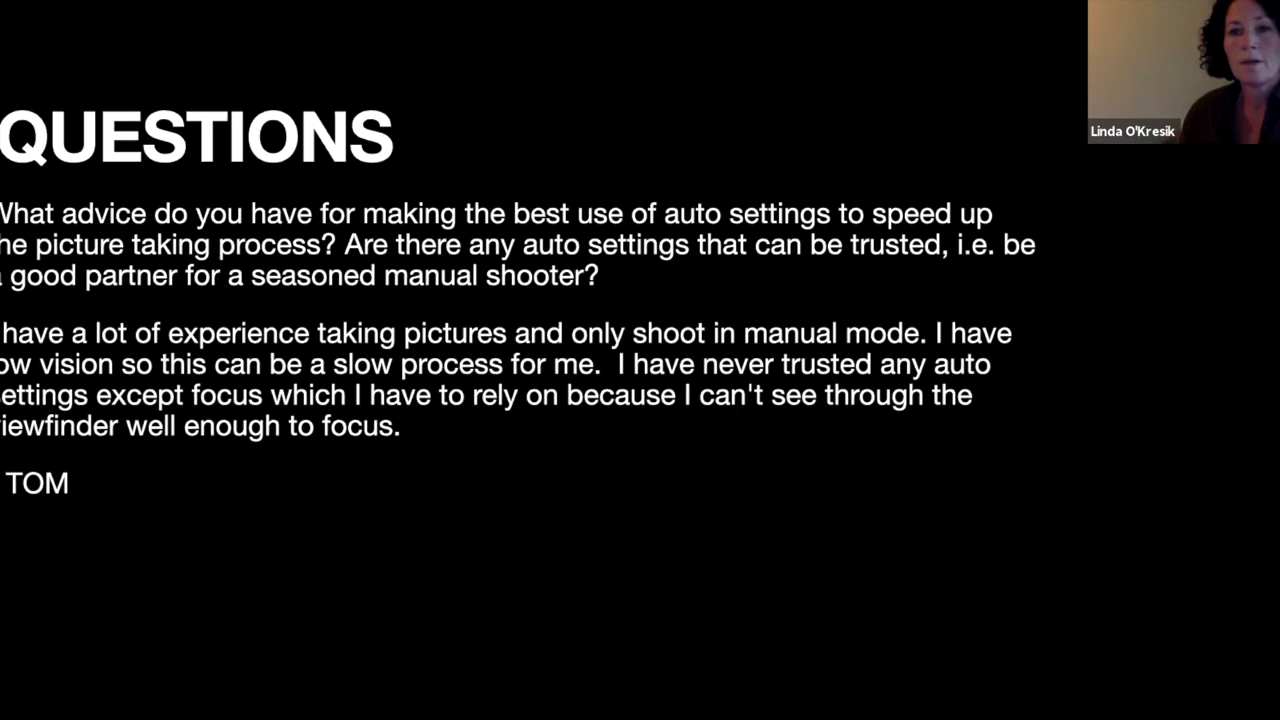 QUESTIONS
Linda O'Kresik
What advice do you have for making the best use of auto settings to speed up
he picture taking process? Are there any auto settings that can be trusted, i.e. be
a good partner for a seasoned manual shooter?
have a lot of experience taking pictures and only shoot in manual mode. I have
ow vision so this can be a slow process for me.  I have never trusted any auto
ettings except focus which I have to rely on because I can't see through the
viewfinder well enough to focus.
TOM